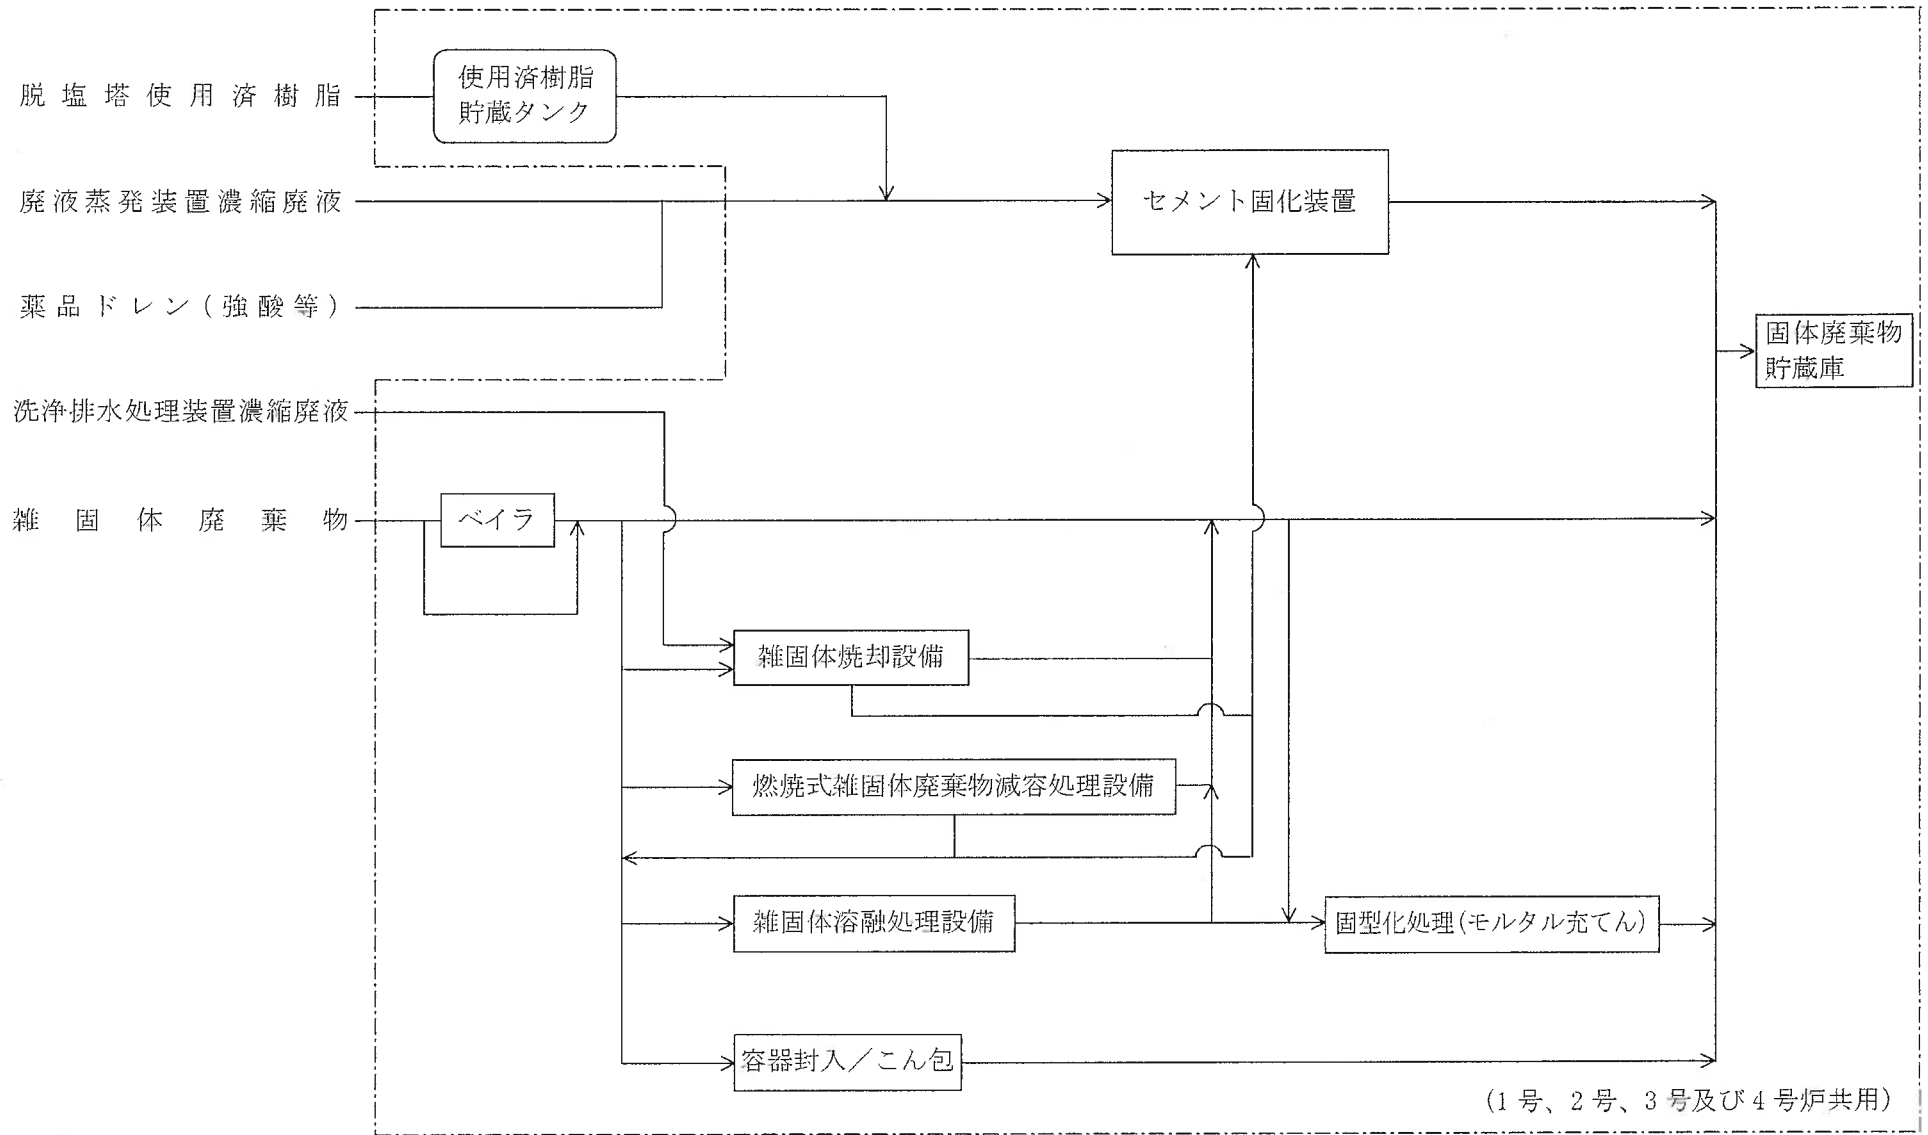 脱塩塔使用済樹脂
使用済樹脂
貯蔵タンク
廃液蒸発装置濃縮廃液
セメント固化装置
薬品ドレン(強酸等)
固体廃棄物
貯蔵庫
洗浄排水処理装置濃縮廃液
雑固体廃棄物
ベイラ
雑固体焼却設備
燃焼式雑固体廃棄物減容処理設備
雑固体溶融処理設備
固型化処理(モルタル充てん)
容器封入/こん包
(1号、2号、3号及び4号炉共用)